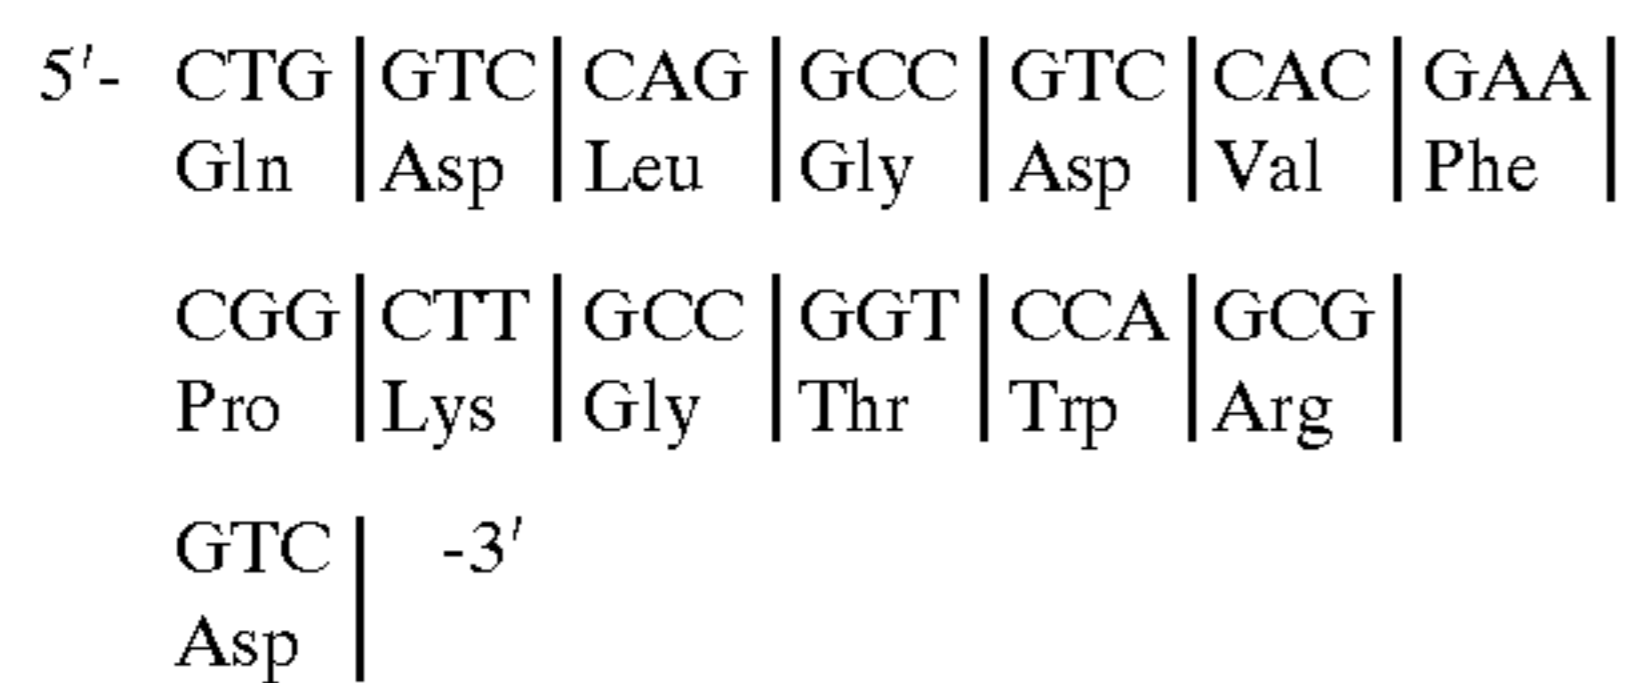 5'- CTG | GTC | CAG | GCC | GTC | CAC | GAA |
Gln | Asp | Leu | Gly | Asp | Val | Phe |
CGG | CTT | GCC | GGT | CCA | GCG |
Pro | Lys | Gly | Thr | Trp | Arg |
GTC | -3'
Asp |